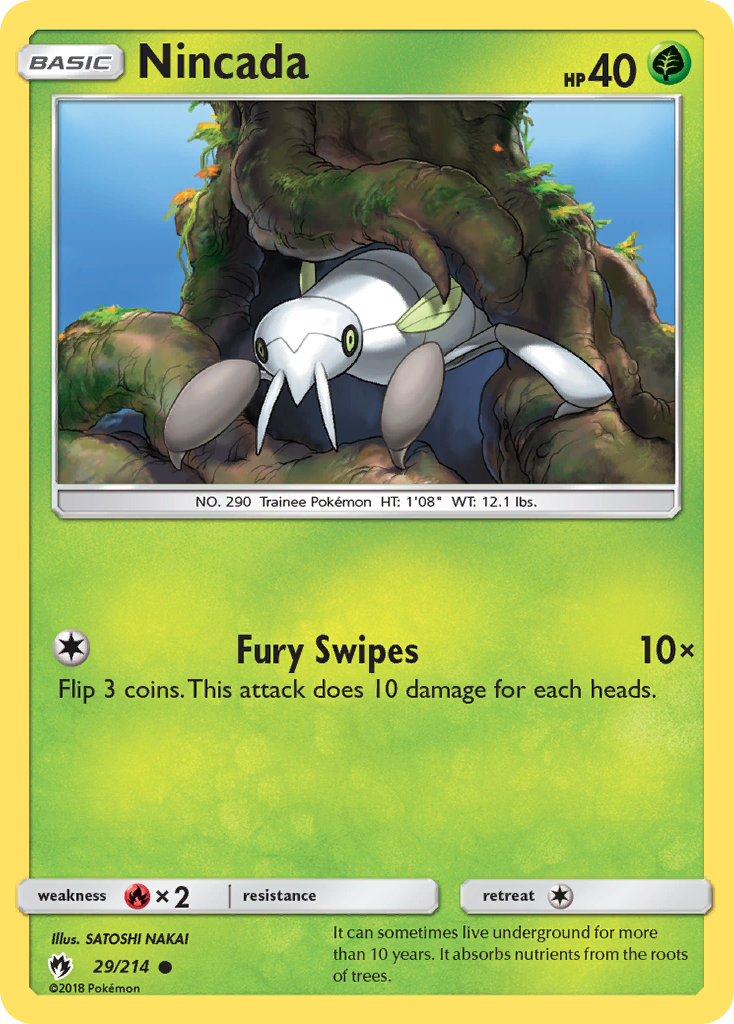 BASIC Nincada HP 40
NO. 290 Trainee Pokémon HT: 1'08" WT: 12.1 lbs.
Fury Swipes 10×
Flip 3 coins. This attack does 10 damage for each heads.
weakness × 2 resistance retreat
Illus. SATOSHI NAKAI
29/214
©2018 Pokémon
It can sometimes live underground for more
than 10 years. It absorbs nutrients from the roots
of trees.